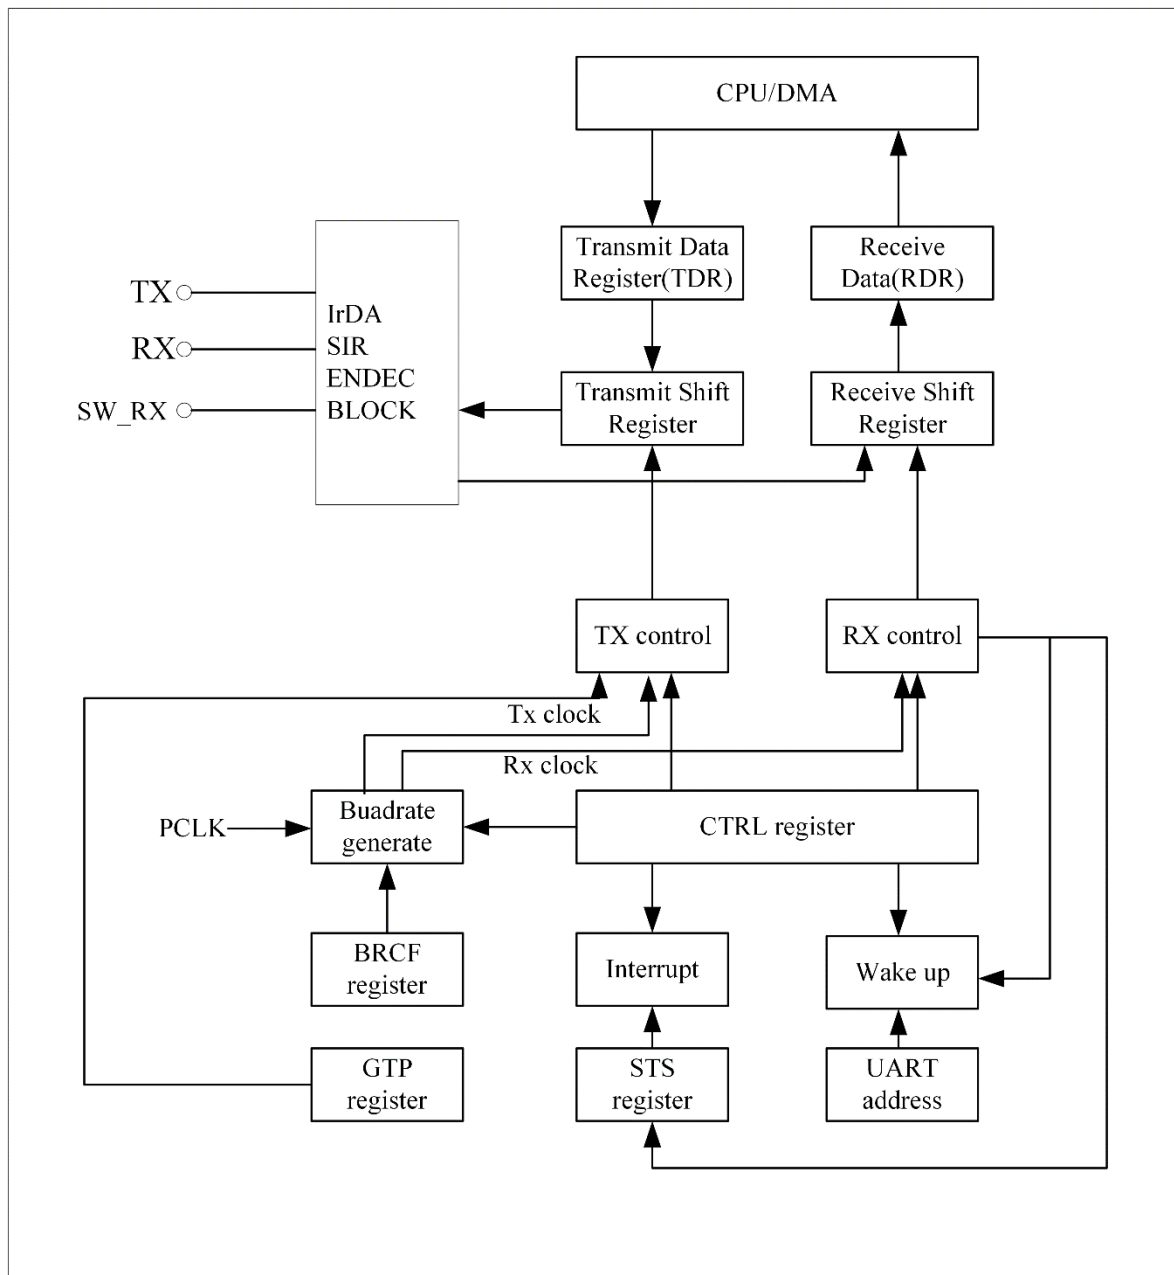 CPU/DMA
Transmit Data
Register(TDR)
Receive
Data(RDR)
TX
RX
SW_RX
IrDA
SIR
ENDEC
BLOCK
Transmit Shift
Register
Receive Shift
Register
TX control
RX control
Tx clock
Rx clock
PCLK
Buadrate
generate
CTRL register
BRCF
register
Interrupt
Wake up
GTP
register
STS
register
UART
address